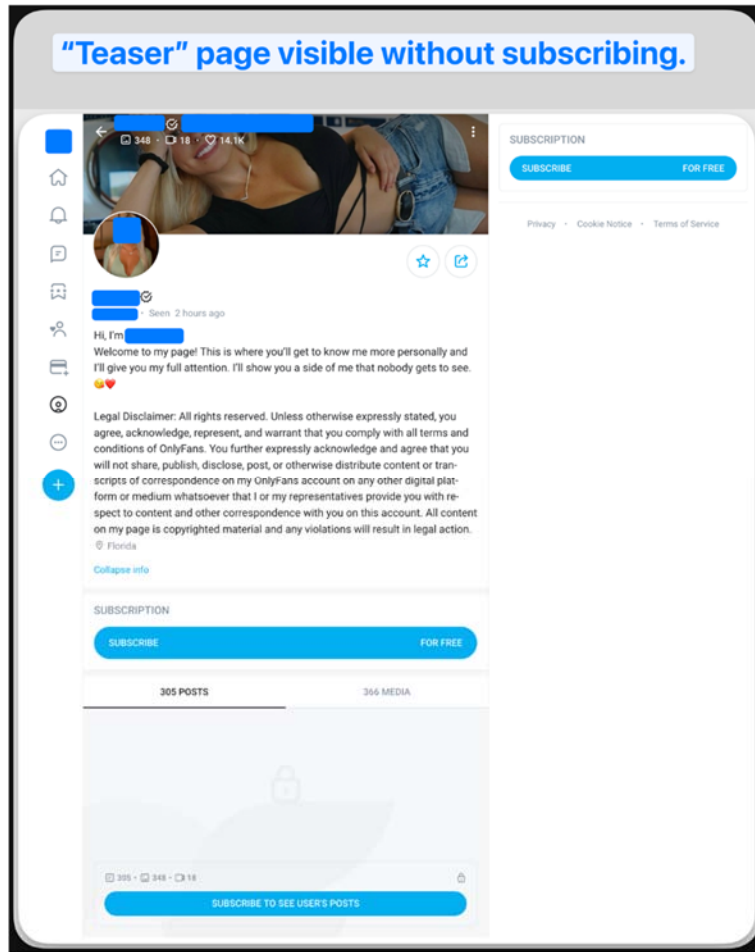 “Teaser” page visible without subscribing.
348 · 18 · 14.1K
SUBSCRIPTION
SUBSCRIBE FOR FREE
Privacy · Cookie Notice · Terms of Service
· Seen 2 hours ago
Hi, I'm
Welcome to my page! This is where you'll get to know me more personally and
I'll give you my full attention. I'll show you a side of me that nobody gets to see.
😘❤️
Legal Disclaimer: All rights reserved. Unless otherwise expressly stated, you
agree, acknowledge, represent, and warrant that you comply with all terms and
conditions of OnlyFans. You further expressly acknowledge and agree that you
will not share, publish, disclose, post, or otherwise distribute content or tran-
scripts of correspondence on my OnlyFans account on any other digital plat-
form or medium whatsoever that I or my representatives provide you with re-
spect to content and other correspondence with you on this account. All content
on my page is copyrighted material and any violations will result in legal action.
Florida
Collapse info
SUBSCRIPTION
SUBSCRIBE FOR FREE
305 POSTS 366 MEDIA
305 · 348 · 18
SUBSCRIBE TO SEE USER'S POSTS